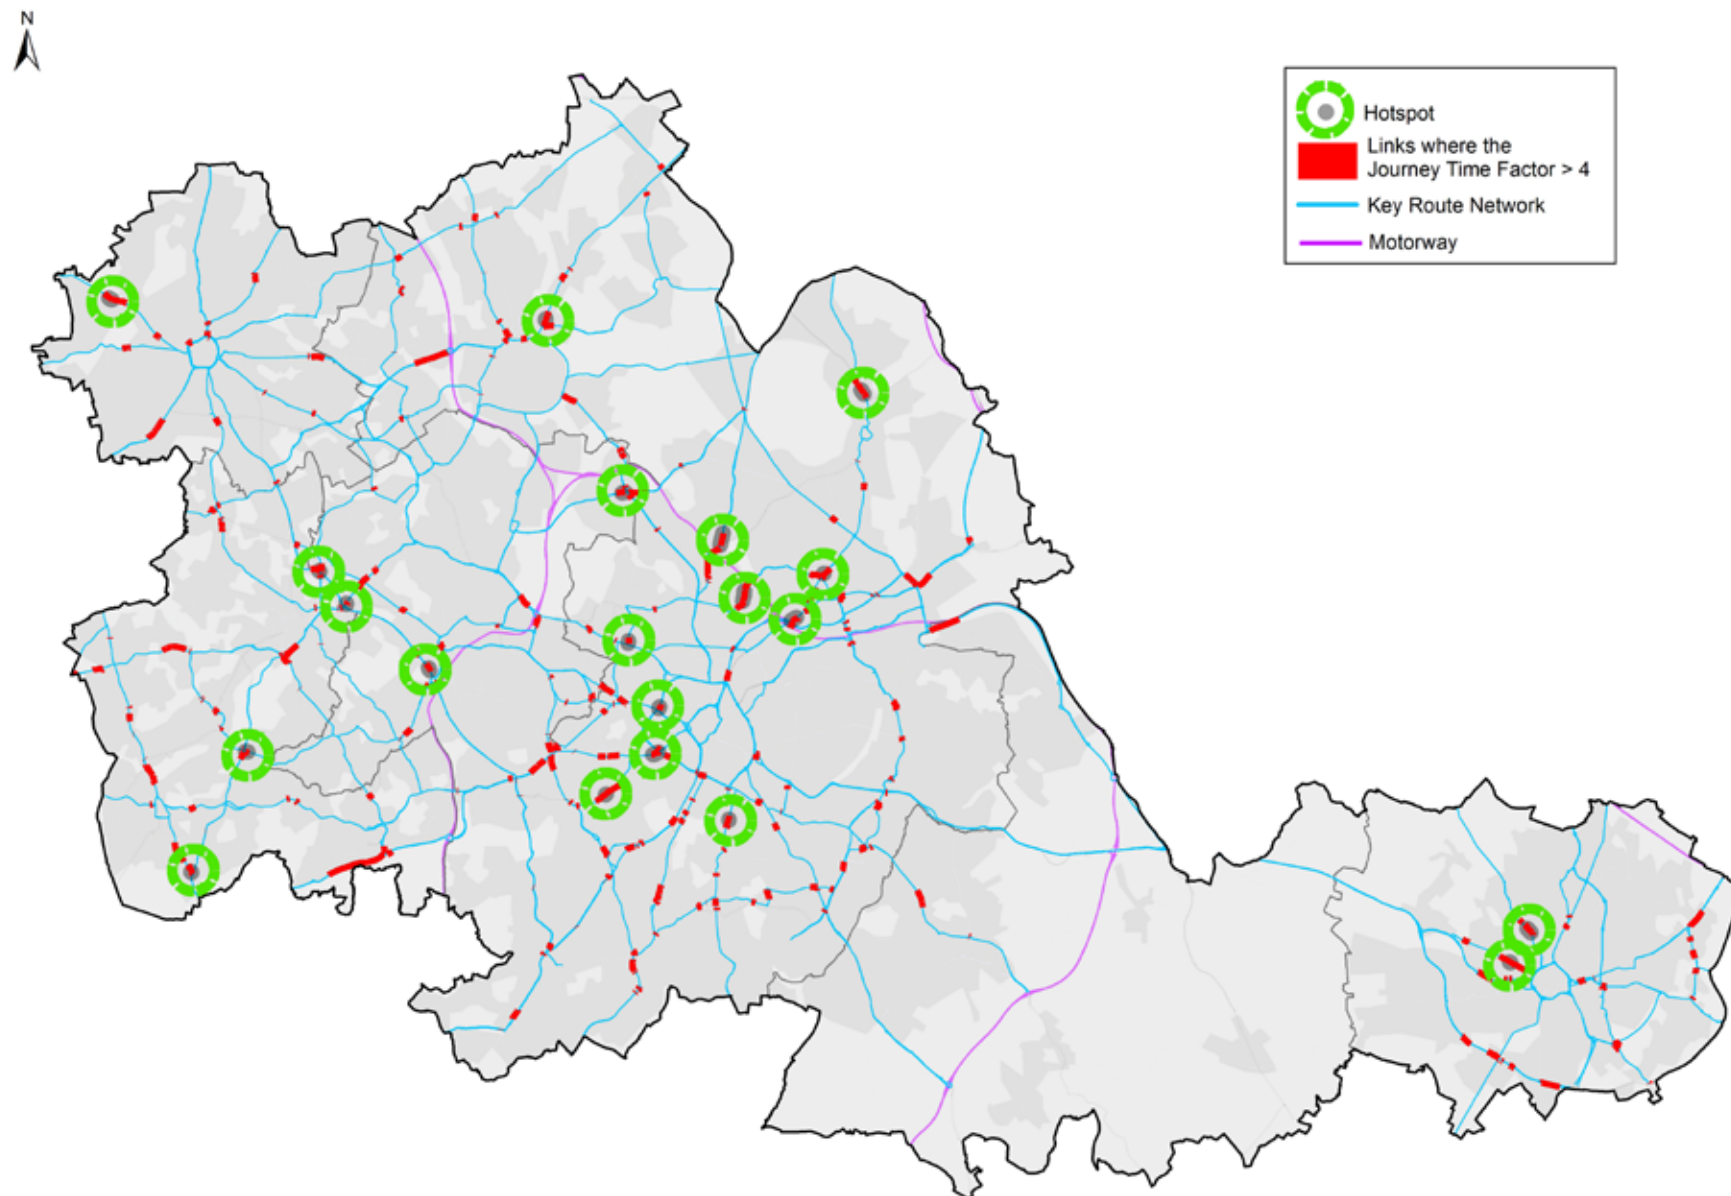 N
Hotspot
Links where the
Journey Time Factor > 4
Key Route Network
Motorway